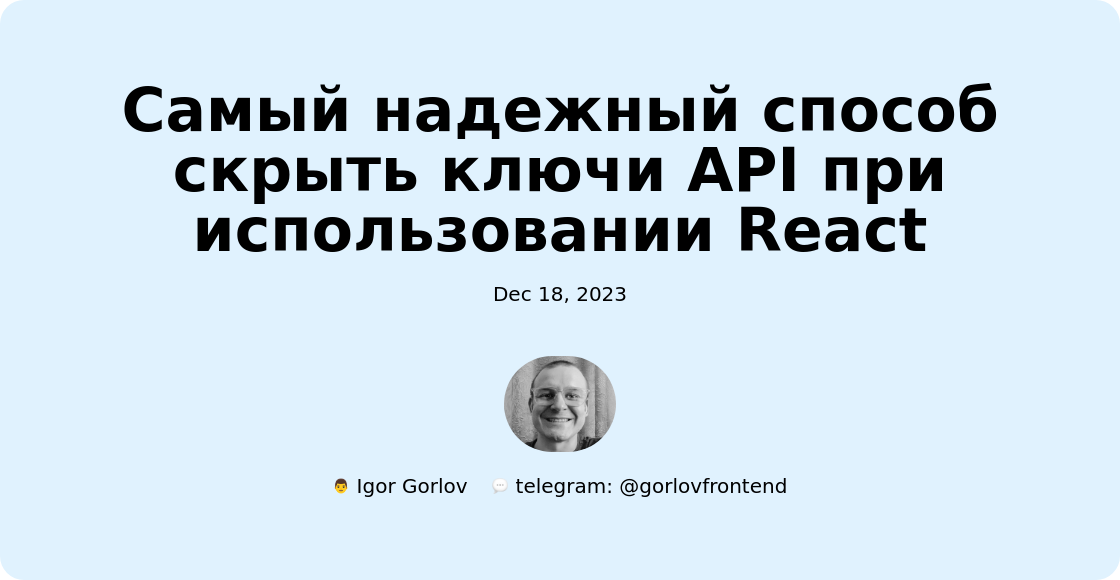 Самый надежный способ
скрыть ключи API при
использовании React
Dec 18, 2023
👨 Igor Gorlov 💬 telegram: @gorlovfrontend